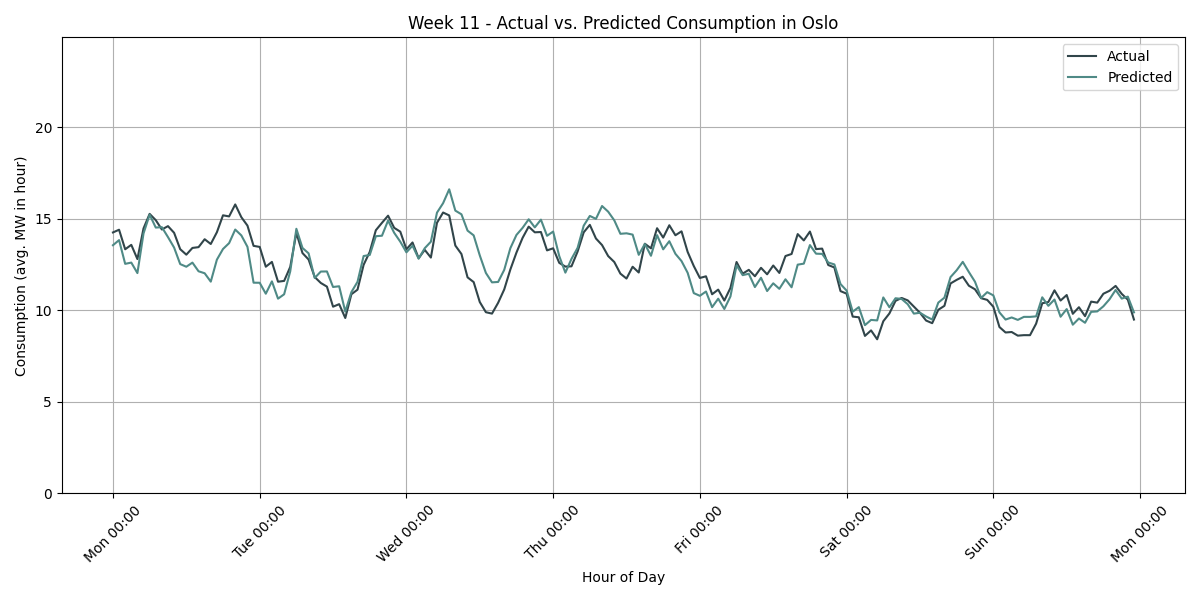 Week 11 - Actual vs. Predicted Consumption in Oslo
Actual
Predicted
Consumption (avg. MW in hour)
20
15
10
5
0
Mon 00:00
Tue 00:00
Wed 00:00
Thu 00:00
Fri 00:00
Sat 00:00
Sun 00:00
Mon 00:00
Hour of Day